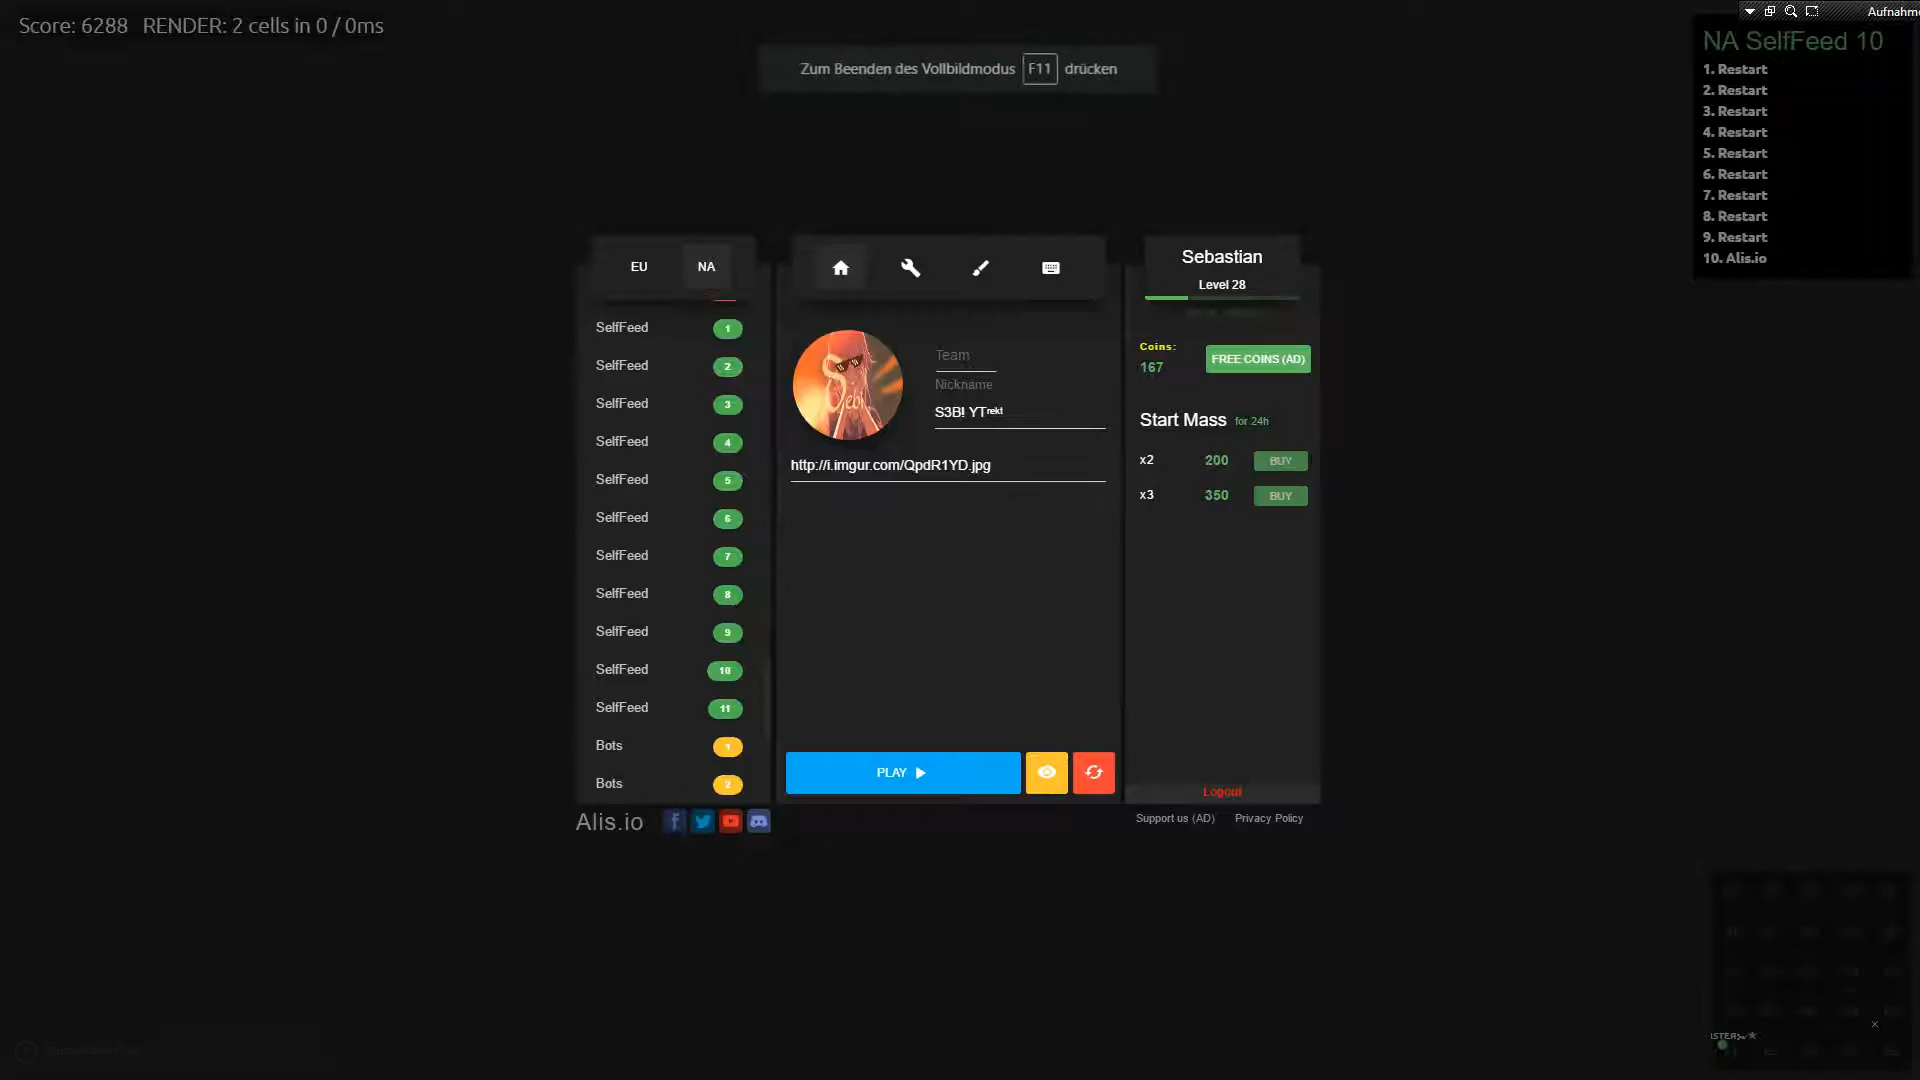 Score: 6288 RENDER: 2 cells in 0 / 0ms
Aufnahm
Zum Beenden des Vollbildmodus F11 drücken
NA SelfFeed 10
1. Restart
2. Restart
3. Restart
4. Restart
5. Restart
6. Restart
7. Restart
8. Restart
9. Restart
10. Alis.io
EU NA
SelfFeed 1
SelfFeed 2
SelfFeed 3
SelfFeed 4
SelfFeed 5
SelfFeed 6
SelfFeed 7
SelfFeed 8
SelfFeed 9
SelfFeed 10
SelfFeed 11
Bots 1
Bots 2
Sebi
Team
Nickname
S3B! YTʳᵉᵏᵗ
http://i.imgur.com/QpdR1YD.jpg
PLAY
Sebastian
Level 28
Coins:
167
FREE COINS (AD)
Start Mass for 24h
x2 200 BUY
x3 350 BUY
Logout
Alis.io
Support us (AD) Privacy Policy